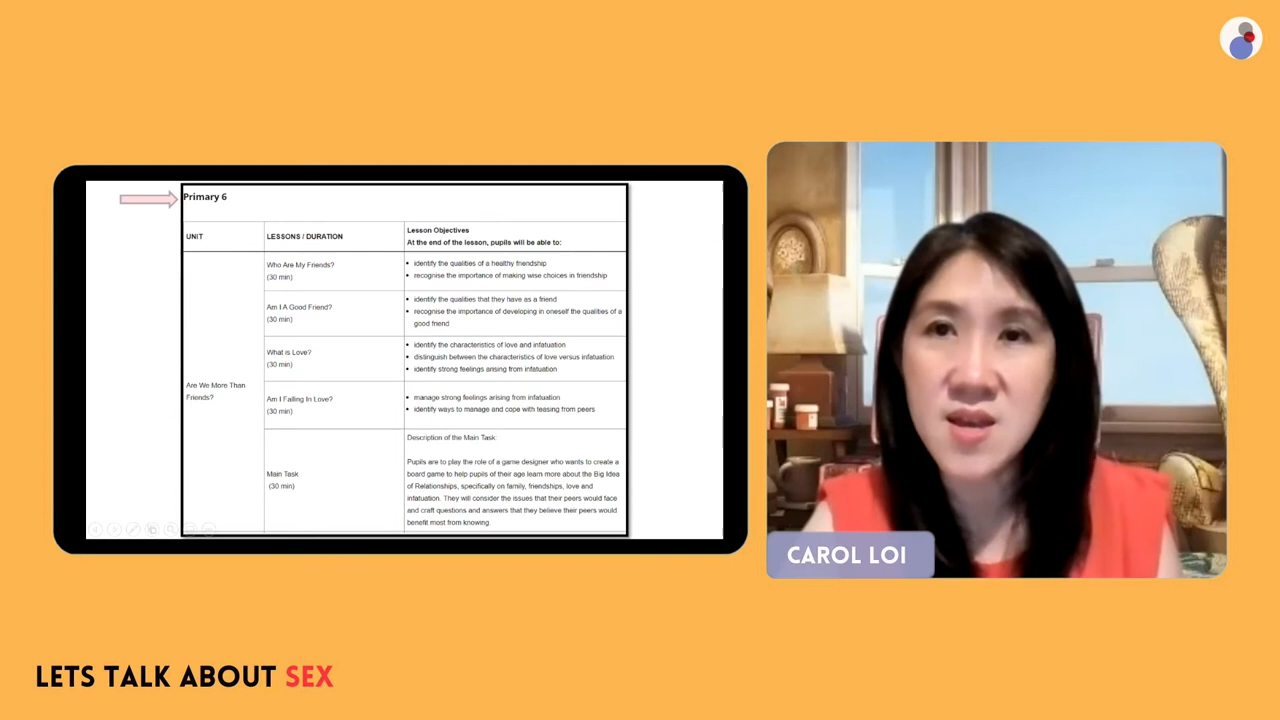 Primary 6
UNIT
LESSONS / DURATION
Lesson Objectives
At the end of the lesson, pupils will be able to:
Are We More Than
Friends?
Who Are My Friends?
(30 min)
• identify the qualities of a healthy friendship
• recognise the importance of making wise choices in friendship
Am I A Good Friend?
(30 min)
• identify the qualities that they have as a friend
• recognise the importance of developing in oneself the qualities of a
good friend
What is Love?
(30 min)
• identify the characteristics of love and infatuation
• distinguish between the characteristics of love versus infatuation
• identify strong feelings arising from infatuation
Am I Falling In Love?
(30 min)
• manage strong feelings arising from infatuation
• identify ways to manage and cope with teasing from peers
Main Task
(30 min)
Description of the Main Task:
Pupils are to play the role of a game designer who wants to create a
board game to help pupils of their age learn more about the Big Idea
of Relationships, specifically on family, friendships, love and
infatuation. They will consider the issues that their peers would face
and craft questions and answers that they believe their peers would
benefit most from knowing.
CAROL LOI
LETS TALK ABOUT SEX